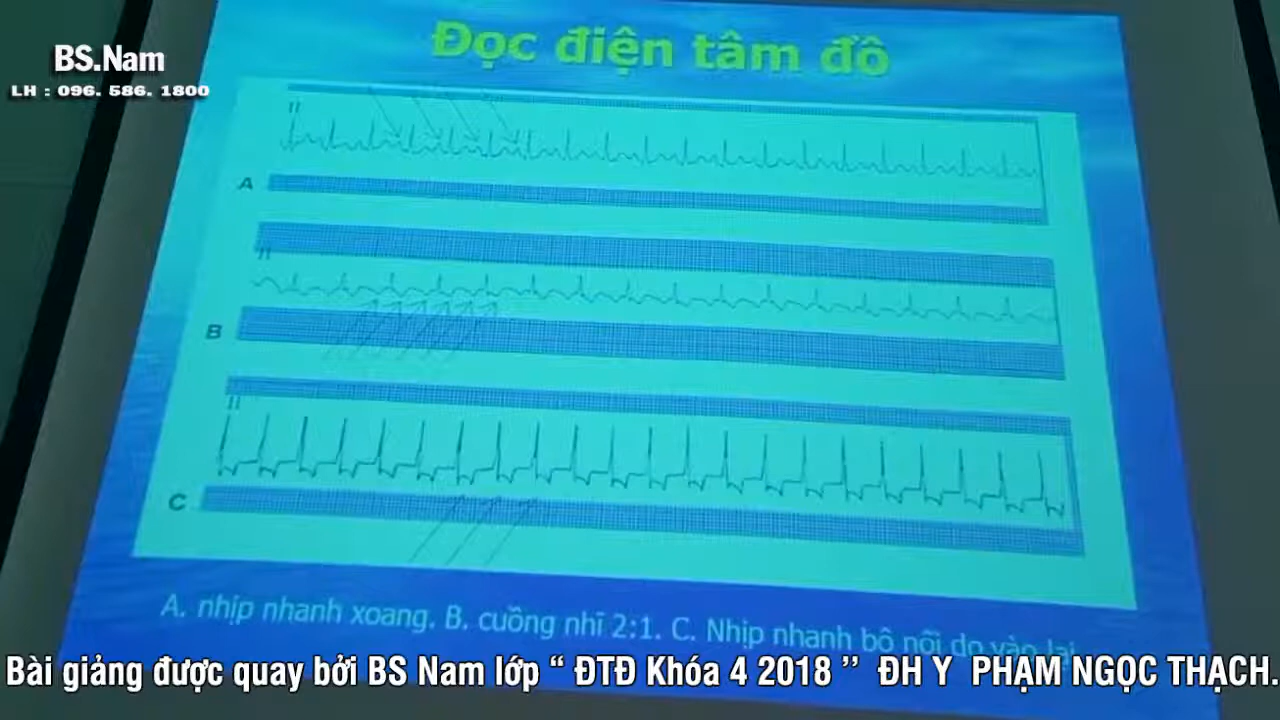 BS.Nam
LH : 096. 586. 1800
Đọc điện tâm đồ
II
A
II
B
II
C
A. nhịp nhanh xoang. B. cuồng nhĩ 2:1. C. Nhịp nhanh bộ nối do vào lại
Bài giảng được quay bởi BS Nam lớp “ ĐTĐ Khóa 4 2018 ’’ ĐH Y PHẠM NGỌC THẠCH.